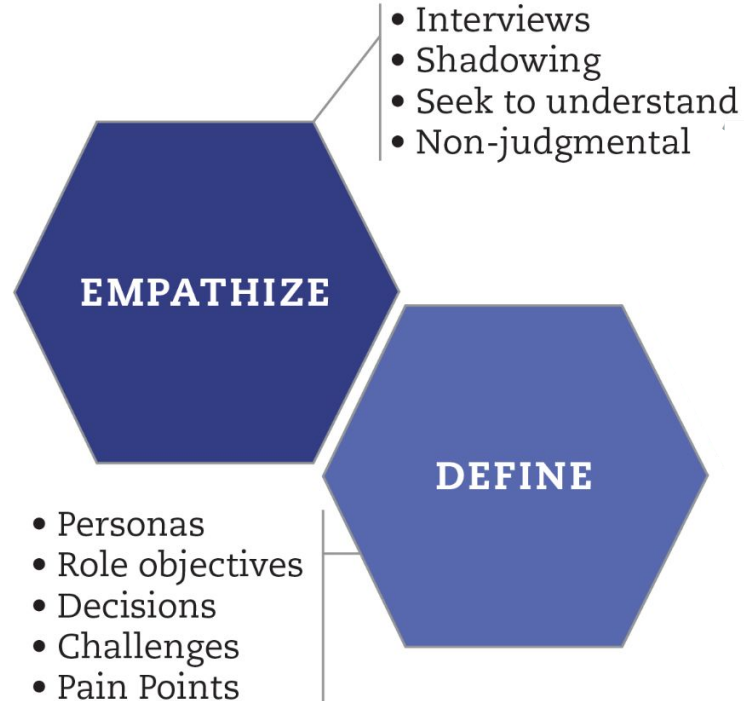 • Interviews
• Shadowing
• Seek to understand
• Non-judgmental
EMPATHIZE
DEFINE
• Personas
• Role objectives
• Decisions
• Challenges
• Pain Points